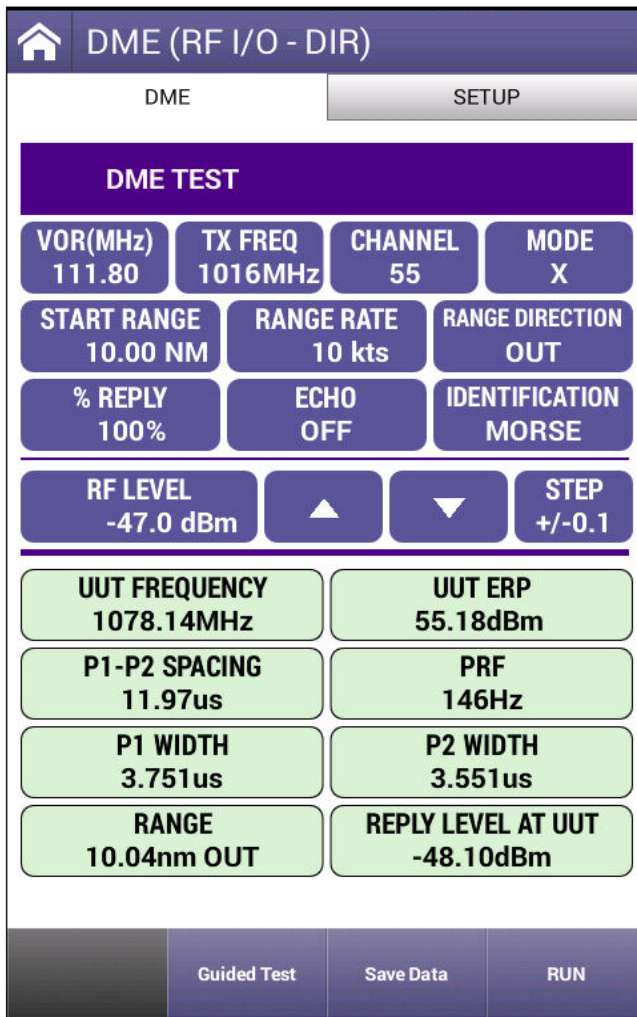 DME (RF I/O - DIR)
DME SETUP
DME TEST
VOR(MHz) TX FREQ CHANNEL MODE
111.80 1016MHz 55 X
START RANGE RANGE RATE RANGE DIRECTION
10.00 NM 10 kts OUT
% REPLY ECHO IDENTIFICATION
100% OFF MORSE
RF LEVEL STEP
-47.0 dBm +/-0.1
UUT FREQUENCY UUT ERP
1078.14MHz 55.18dBm
P1-P2 SPACING PRF
11.97us 146Hz
P1 WIDTH P2 WIDTH
3.751us 3.551us
RANGE REPLY LEVEL AT UUT
10.04nm OUT -48.10dBm
Guided Test Save Data RUN